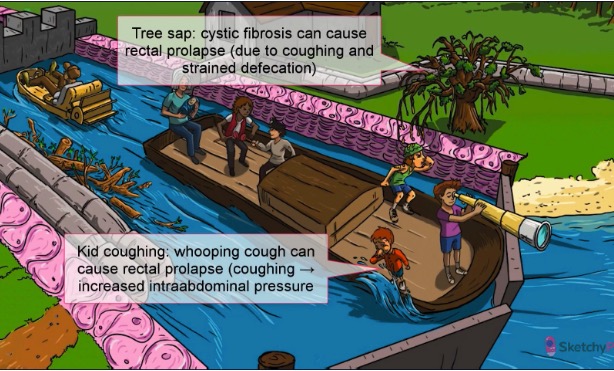 Tree sap: cystic fibrosis can cause
rectal prolapse (due to coughing and
strained defecation)
Kid coughing: whooping cough can
cause rectal prolapse (coughing →
increased intraabdominal pressure
Sketchy